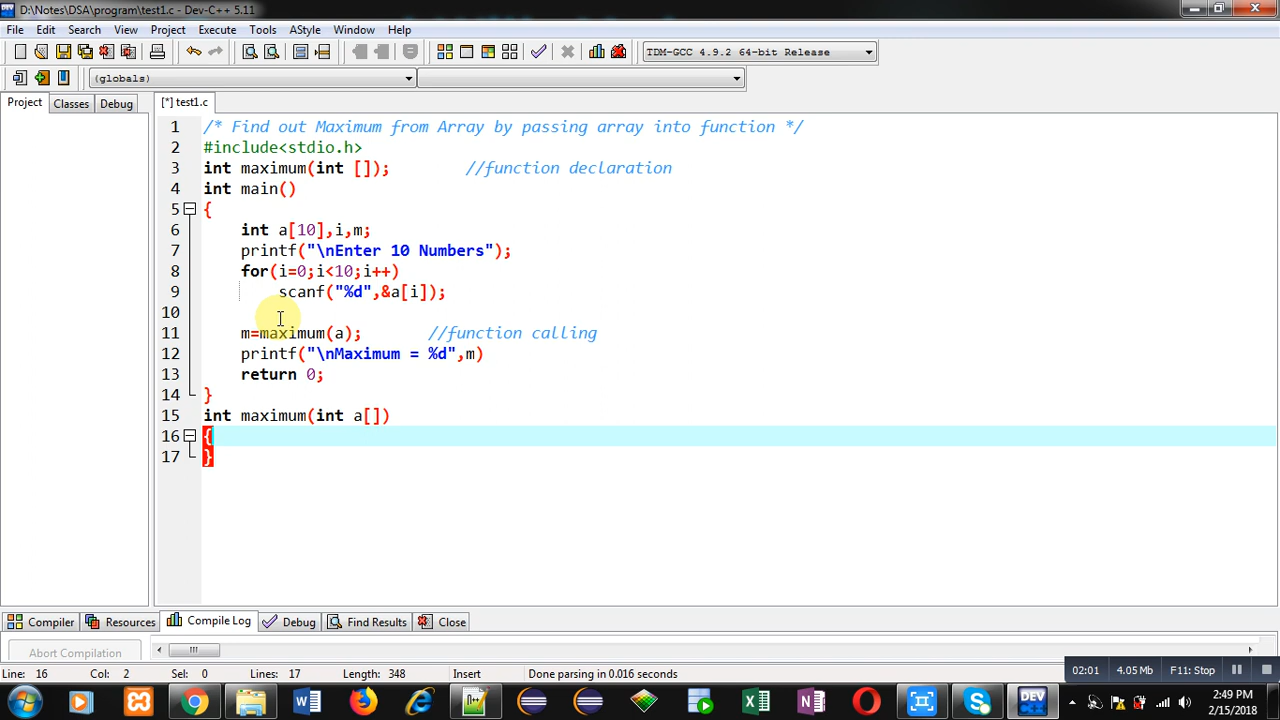 D:\Notes\DSA\program\test1.c - Dev-C++ 5.11
File Edit Search View Project Execute Tools AStyle Window Help
TDM-GCC 4.9.2 64-bit Release
(globals)
Project Classes Debug [*] test1.c
1 /* Find out Maximum from Array by passing array into function */
2 #include<stdio.h>
3 int maximum(int []); //function declaration
4 int main()
5 {
6 int a[10],i,m;
7 printf("\nEnter 10 Numbers");
8 for(i=0;i<10;i++)
9 scanf("%d",&a[i]);
10
11 m=maximum(a); //function calling
12 printf("\nMaximum = %d",m)
13 return 0;
14 }
15 int maximum(int a[])
16 {
17 }
Compiler Resources Compile Log Debug Find Results Close
Abort Compilation
Line: 16 Col: 2 Sel: 0 Lines: 17 Length: 348 Insert Done parsing in 0.016 seconds
02:01 4.05 Mb F11: Stop
2:49 PM
2/15/2018